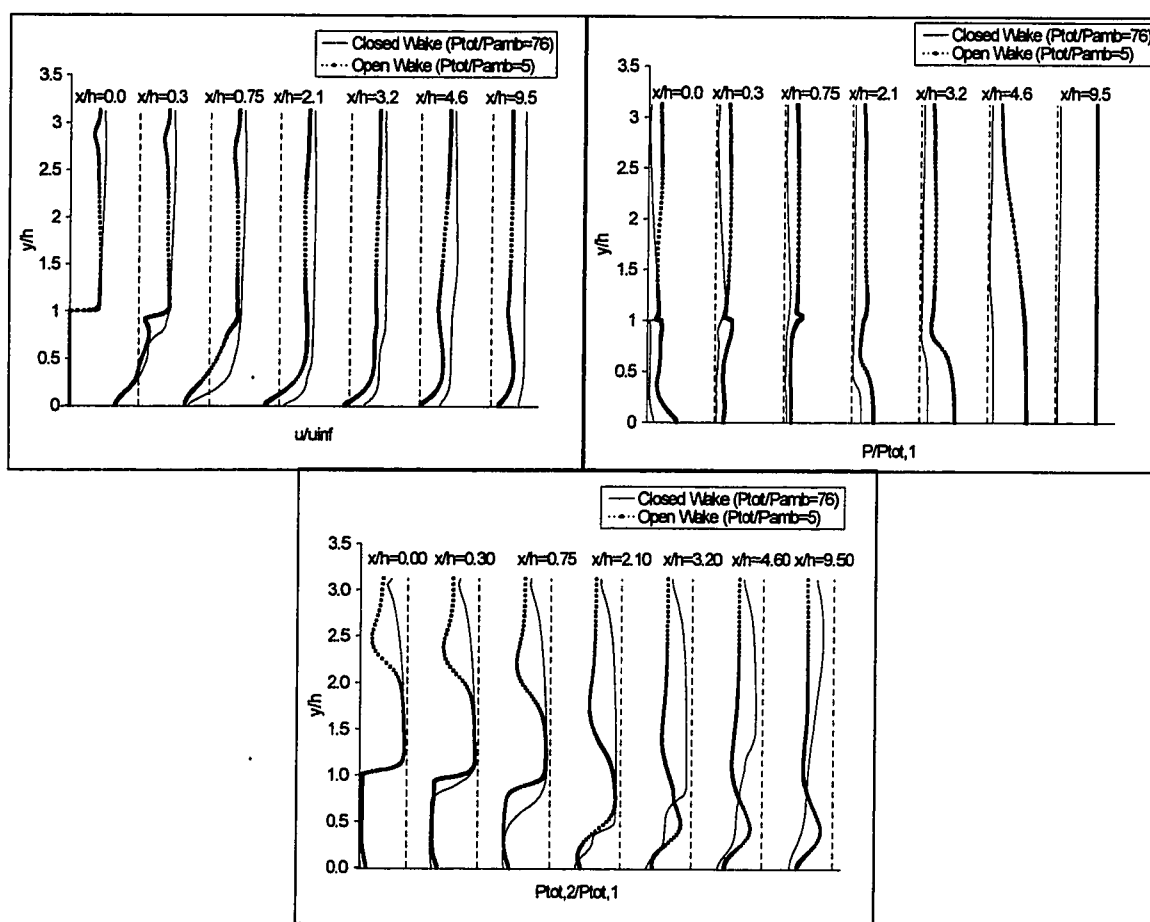 Closed Wake (Ptot/Pamb=76)
Open Wake (Ptot/Pamb=5)
3.5
x/h=0.0 x/h=0.3 x/h=0.75 x/h=2.1 x/h=3.2 x/h=4.6 x/h=9.5
3
2.5
2
y/h
1.5
1
0.5
0
u/uinf
Closed Wake (Ptot/Pamb=76)
Open Wake (Ptot/Pamb=5)
3.5
x/h=0.0 x/h=0.3 x/h=0.75 x/h=2.1 x/h=3.2 x/h=4.6 x/h=9.5
3
2.5
2
y/h
1.5
1
0.5
0
P/Ptot,1
Closed Wake (Ptot/Pamb=76)
Open Wake (Ptot/Pamb=5)
3.5
x/h=0.00 x/h=0.30 x/h=0.75 x/h=2.10 x/h=3.20 x/h=4.60 x/h=9.50
3.0
2.5
2.0
y/h
1.5
1.0
0.5
0.0
Ptot,2/Ptot,1